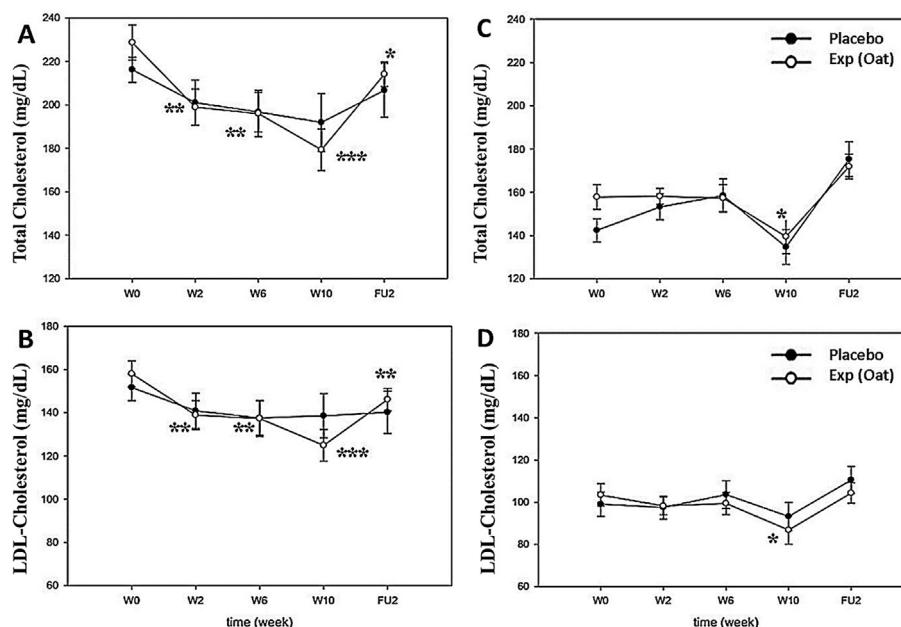 A
Total Cholesterol (mg/dL)
240
220
200
180
160
140
120
**
**
***
*
W0 W2 W6 W10 FU2
C
Total Cholesterol (mg/dL)
240
220
200
180
160
140
120
Placebo
Exp (Oat)
*
W0 W2 W6 W10 FU2
B
LDL-Cholesterol (mg/dL)
180
160
140
120
100
80
60
**
**
***
**
W0 W2 W6 W10 FU2
time (week)
D
LDL-Cholesterol (mg/dL)
180
160
140
120
100
80
60
Placebo
Exp (Oat)
*
W0 W2 W6 W10 FU2
time (week)